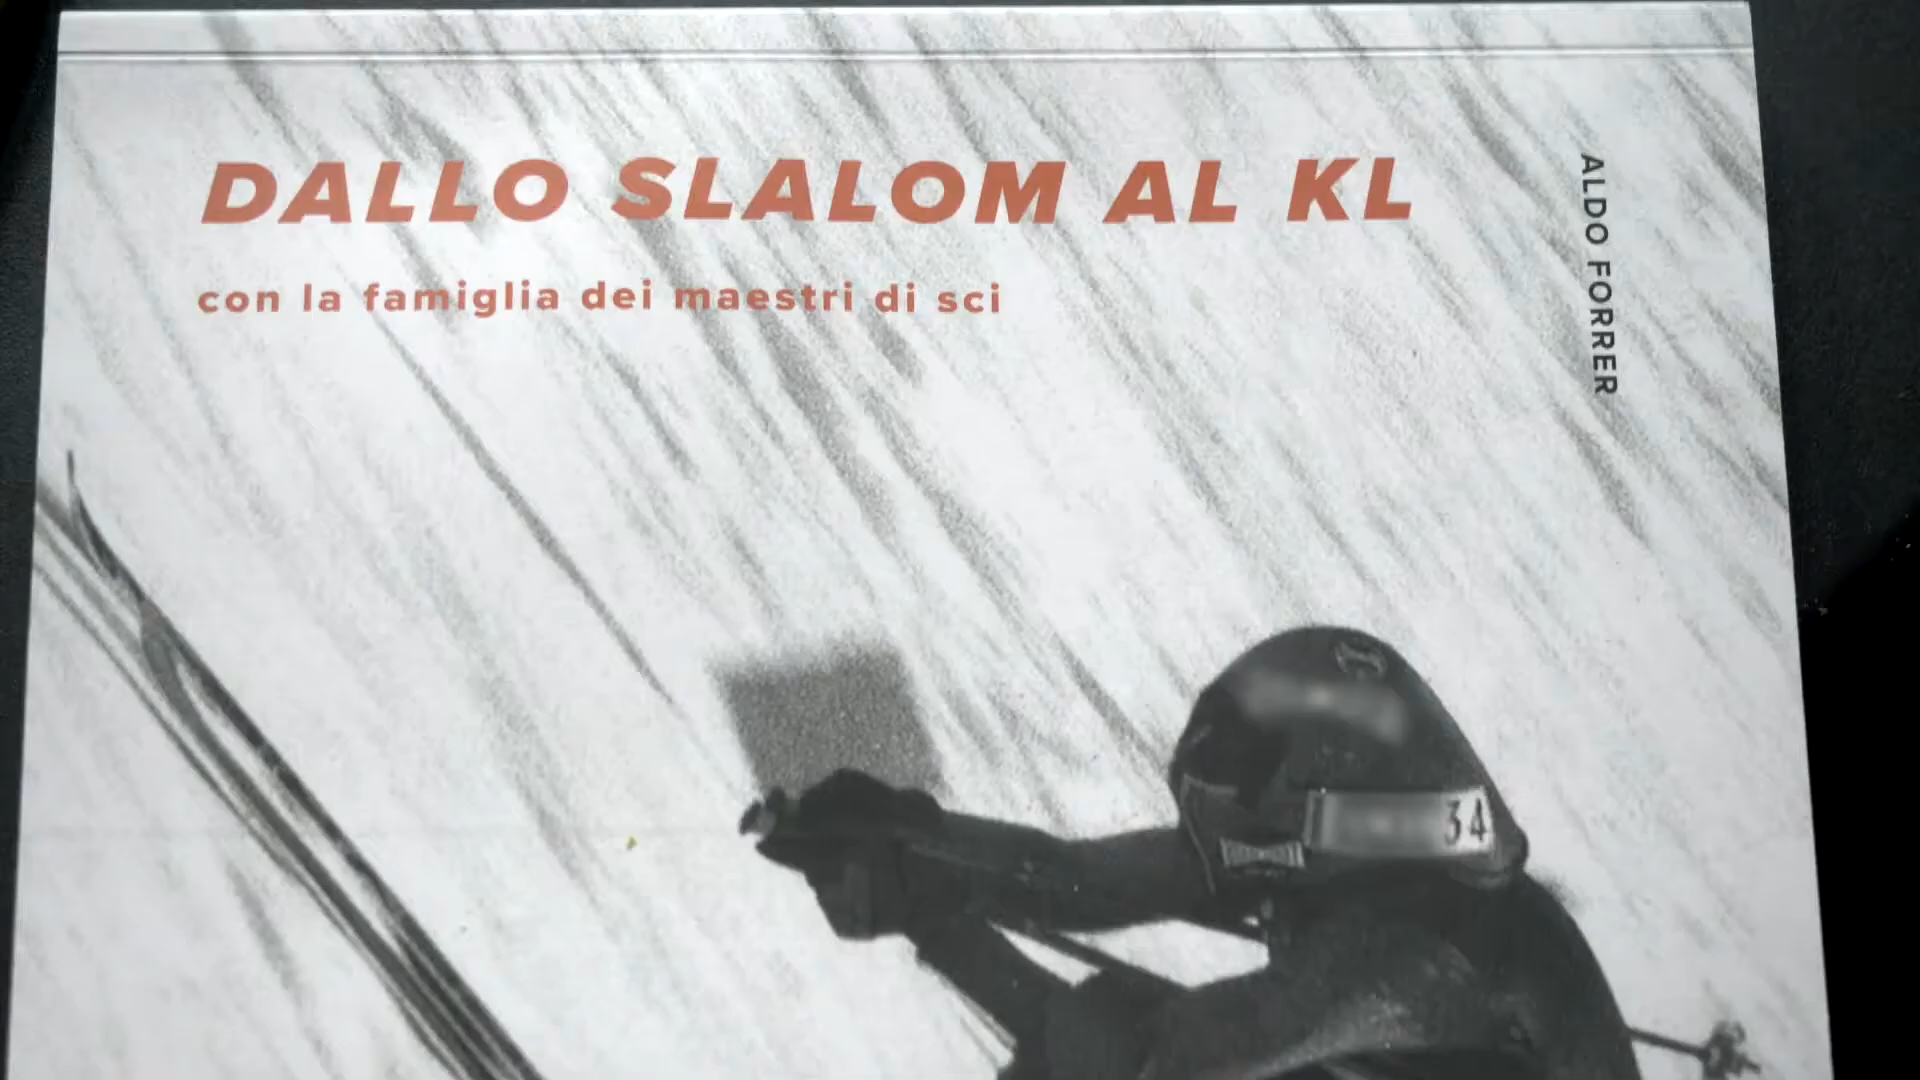 DALLO SLALOM AL KL
con la famiglia dei maestri di sci
ALDO FORRER
34